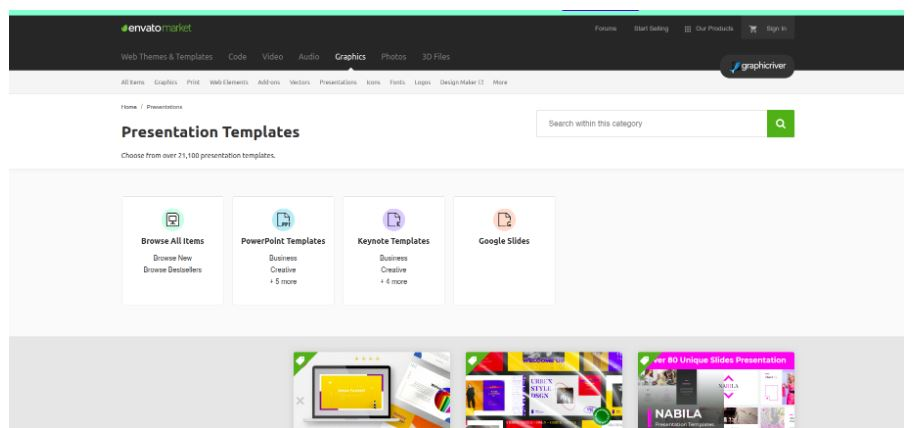 envatomarket
Forums Start Selling Our Products Sign In
Web Themes & Templates Code Video Audio Graphics Photos 3D Files
graphicriver
All Items Graphics Print Web Elements Add-ons Vectors Presentations Icons Fonts Logos Design Maker More
Home / Presentations
Presentation Templates
Search within this category
Choose from over 21,100 presentation templates.
Browse All Items
Browse New
Browse Bestsellers
PowerPoint Templates
Business
Creative
+ 5 more
Keynote Templates
Business
Creative
+ 4 more
Google Slides
URBEN
STYLE
DSGN
ver 80 Unique Slides Presentation
NABILA
NABILA
Presentation Templates